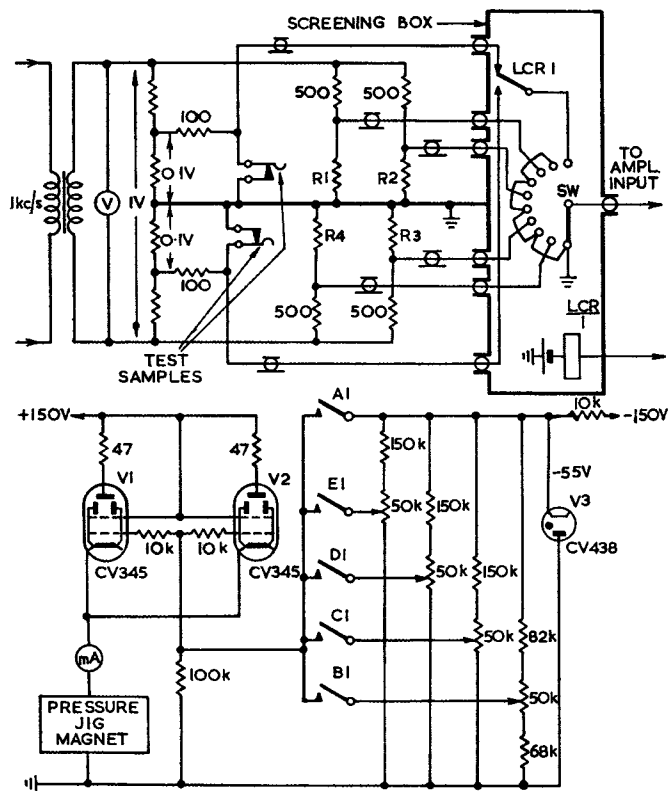 SCREENING BOX
LCR 1
500
500
100
1kc/s
V
1V
0·1V
R1
R2
TO
AMPL.
INPUT
SW
0·1V
R4
R3
100
500
500
LCR
1
TEST
SAMPLES
+150V
A1
10k
-150V
47
47
150k
-55V
V1
V2
E1
V3
50k
150k
10k
10k
CV345
CV345
CV438
D1
50k
150k
C1
50k
82k
mA
100k
B1
50k
PRESSURE
JIG
MAGNET
68k